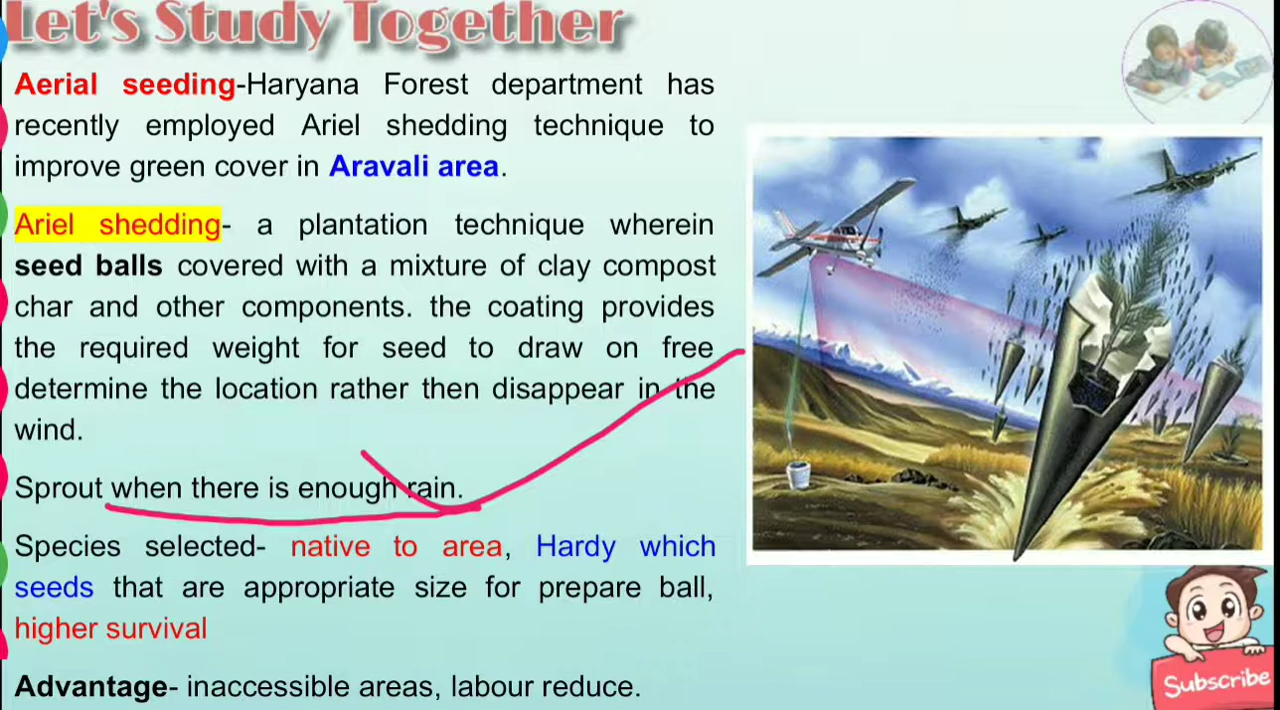 Let's Study Together
Aerial seeding-Haryana Forest department has
recently employed Ariel shedding technique to
improve green cover in Aravali area.
Ariel shedding- a plantation technique wherein
seed balls covered with a mixture of clay compost
char and other components. the coating provides
the required weight for seed to draw on free
determine the location rather then disappear in the
wind.
Sprout when there is enough rain.
Species selected- native to area, Hardy which
seeds that are appropriate size for prepare ball,
higher survival
Advantage- inaccessible areas, labour reduce.
Subscribe